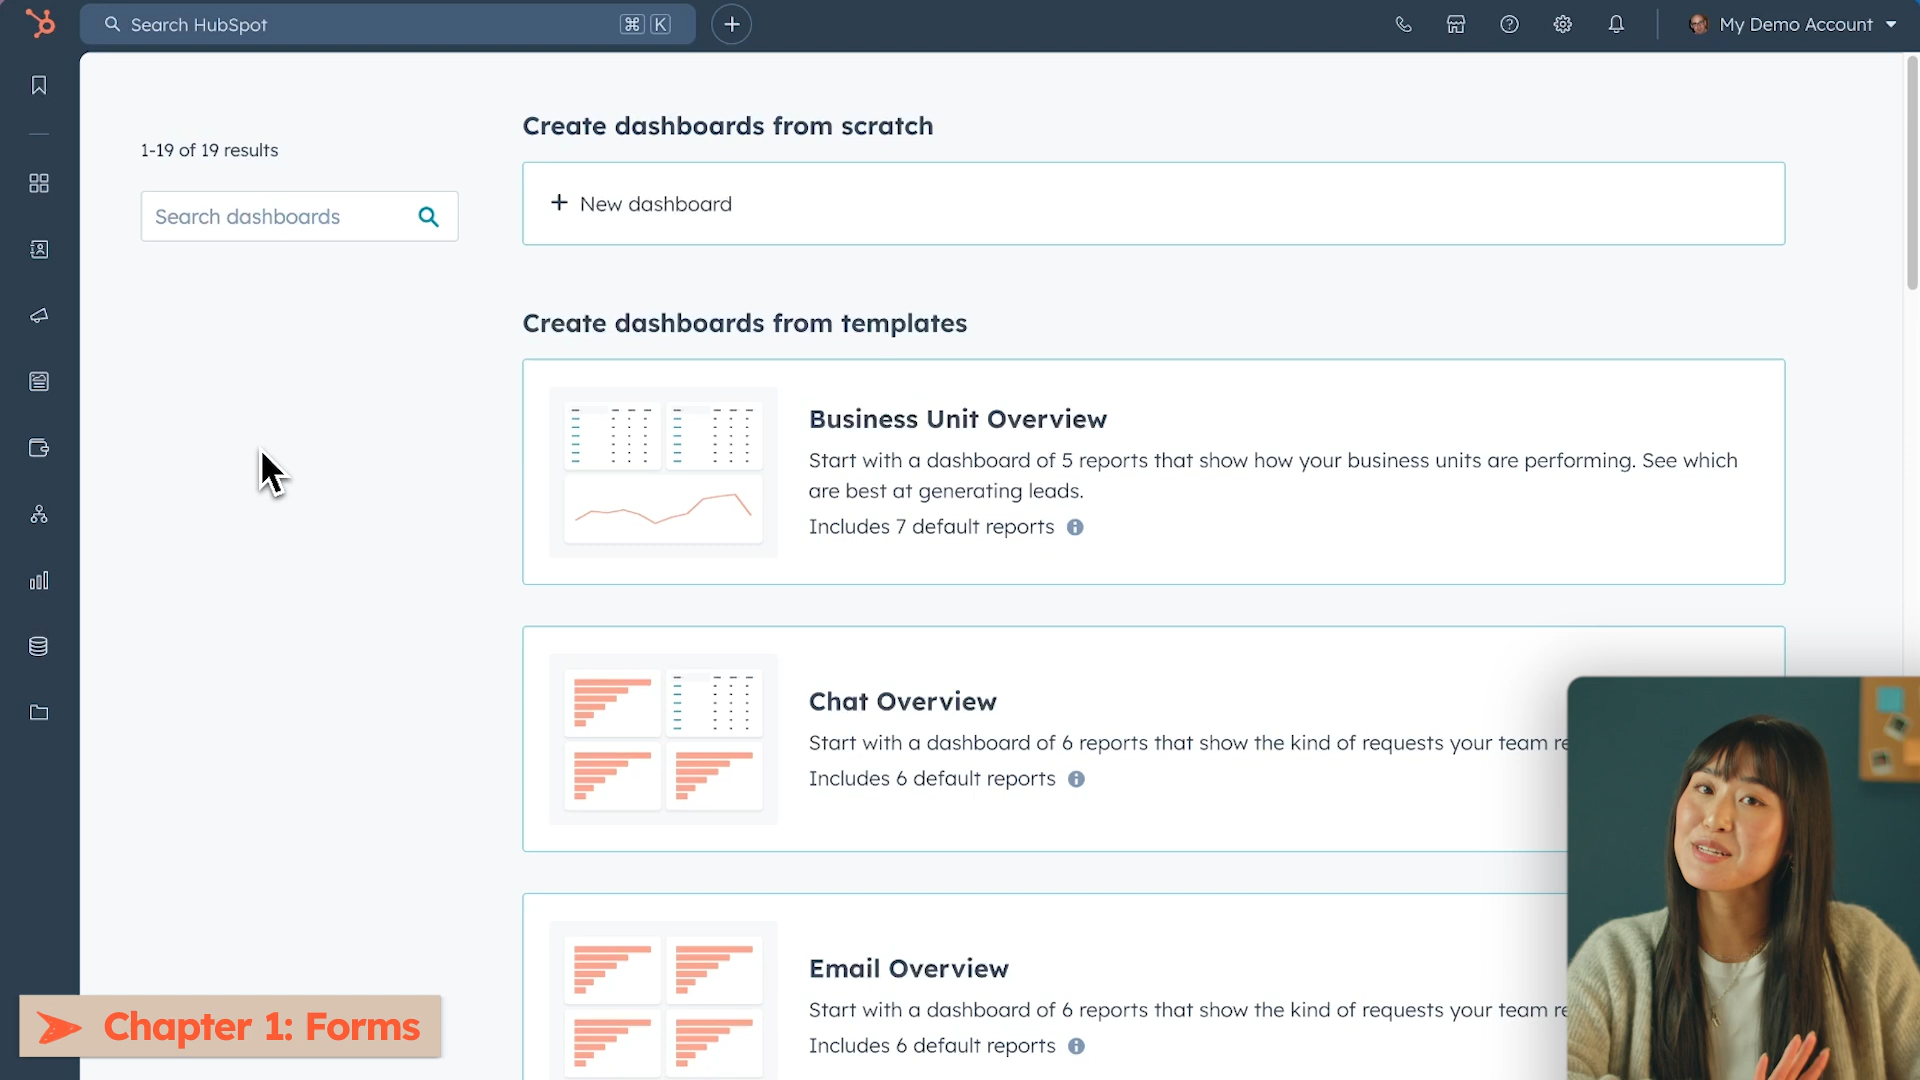 Search HubSpot
⌘ K
My Demo Account
1-19 of 19 results
Search dashboards
Create dashboards from scratch
+ New dashboard
Create dashboards from templates
Business Unit Overview
Start with a dashboard of 5 reports that show how your business units are performing. See which
are best at generating leads.
Includes 7 default reports
Chat Overview
Start with a dashboard of 6 reports that show the kind of requests your team
Includes 6 default reports
Email Overview
Start with a dashboard of 6 reports that show the kind of requests your team
Includes 6 default reports
Chapter 1: Forms